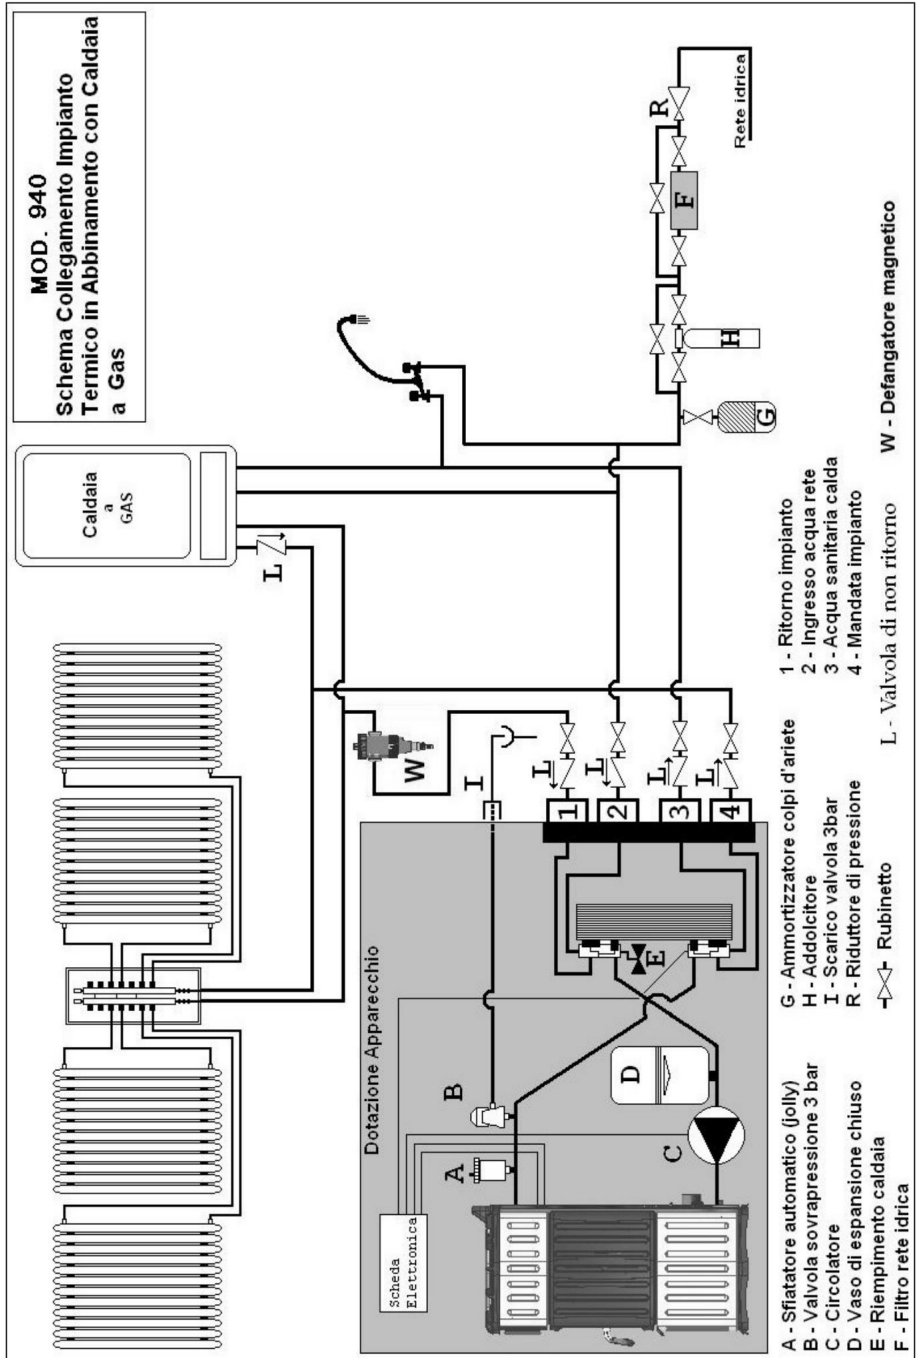 MOD. 940
Schema Collegamento Impianto
Termico in Abbinamento con Caldaia
a Gas
Caldaia
a
GAS
L
R
F
H
G
Rete idrica
W
I
L
L
L
L
1
2
3
4
Dotazione Apparecchio
Scheda
Elettronica
A
B
C
D
E
A - Sfiatatore automatico (jolly)
B - Valvola sovrapressione 3 bar
C - Circolatore
D - Vaso di espansione chiuso
E - Riempimento caldaia
F - Filtro rete idrica
G - Ammortizzatore colpi d'ariete
H - Addolcitore
I - Scarico valvola 3bar
R - Riduttore di pressione
Rubinetto
1 - Ritorno impianto
2 - Ingresso acqua rete
3 - Acqua sanitaria calda
4 - Mandata impianto
L - Valvola di non ritorno
W - Defangatore magnetico